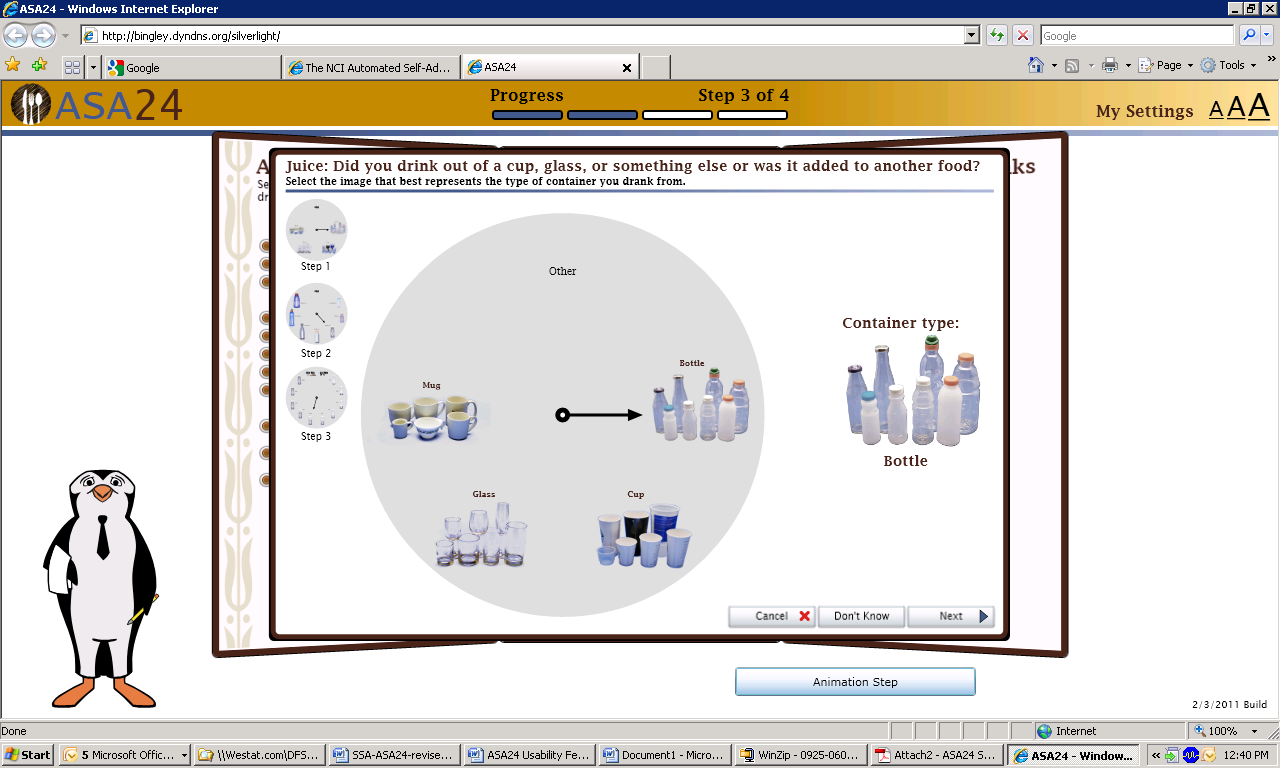 ASA24 - Windows Internet Explorer
http://bingley.dyndns.org/silverlight/
Google
Google
The NCI Automated Self-Ad...
ASA24
Page
Tools
ASA24
Progress
Step 3 of 4
My Settings
A A A
A
ks
Se
dr
Juice: Did you drink out of a cup, glass, or something else or was it added to another food?
Select the image that best represents the type of container you drank from.
Step 1
Step 2
Step 3
Other
Mug
Bottle
Glass
Cup
Container type:
Bottle
Cancel
Don't Know
Next
Animation Step
2/3/2011 Build
Done
Internet
100%
Start
5 Microsoft Offic...
\\Westat.com\DFS...
SSA-ASA24-revise...
ASA24 Usability Fe...
Document1 - Micro...
WinZip - 0925-060...
Attach2 - ASA24 S...
ASA24 - Window...
12:40 PM